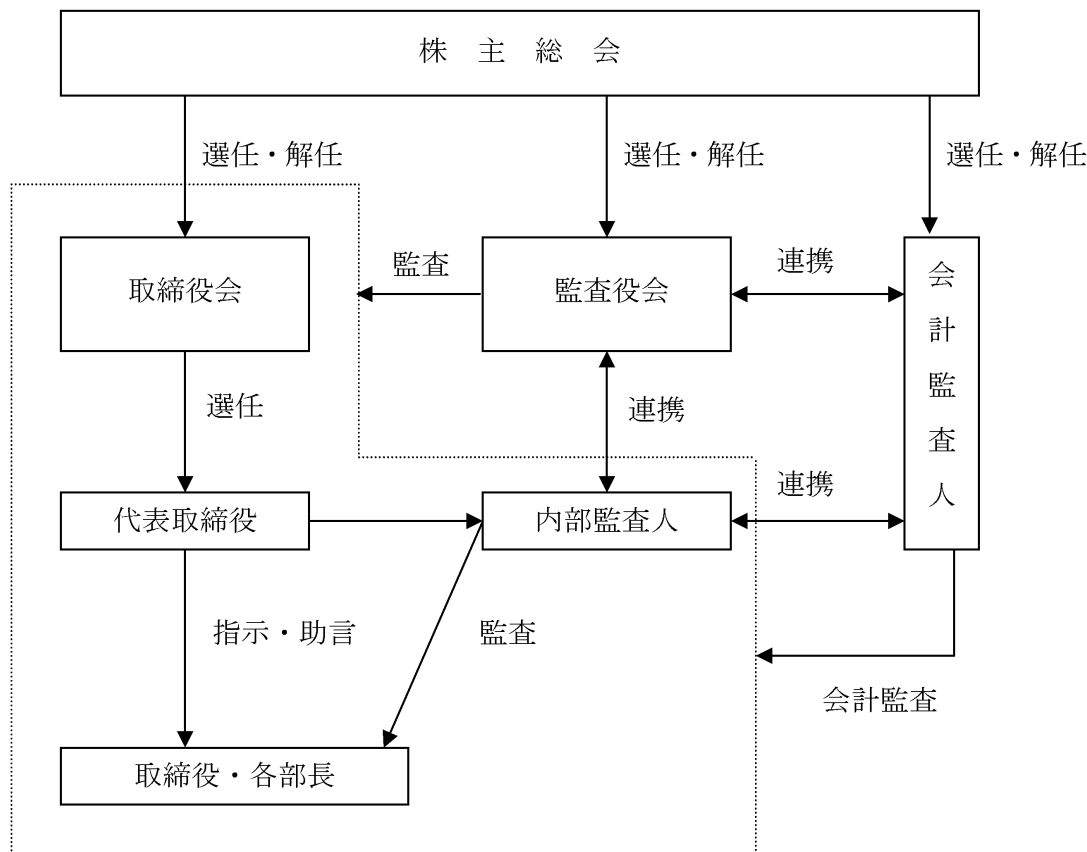 株 主 総 会
選任・解任
選任・解任
選任・解任
取締役会
監査
監査役会
連携
会計監査人
選任
連携
代表取締役
内部監査人
連携
指示・助言
監査
会計監査
取締役・各部長